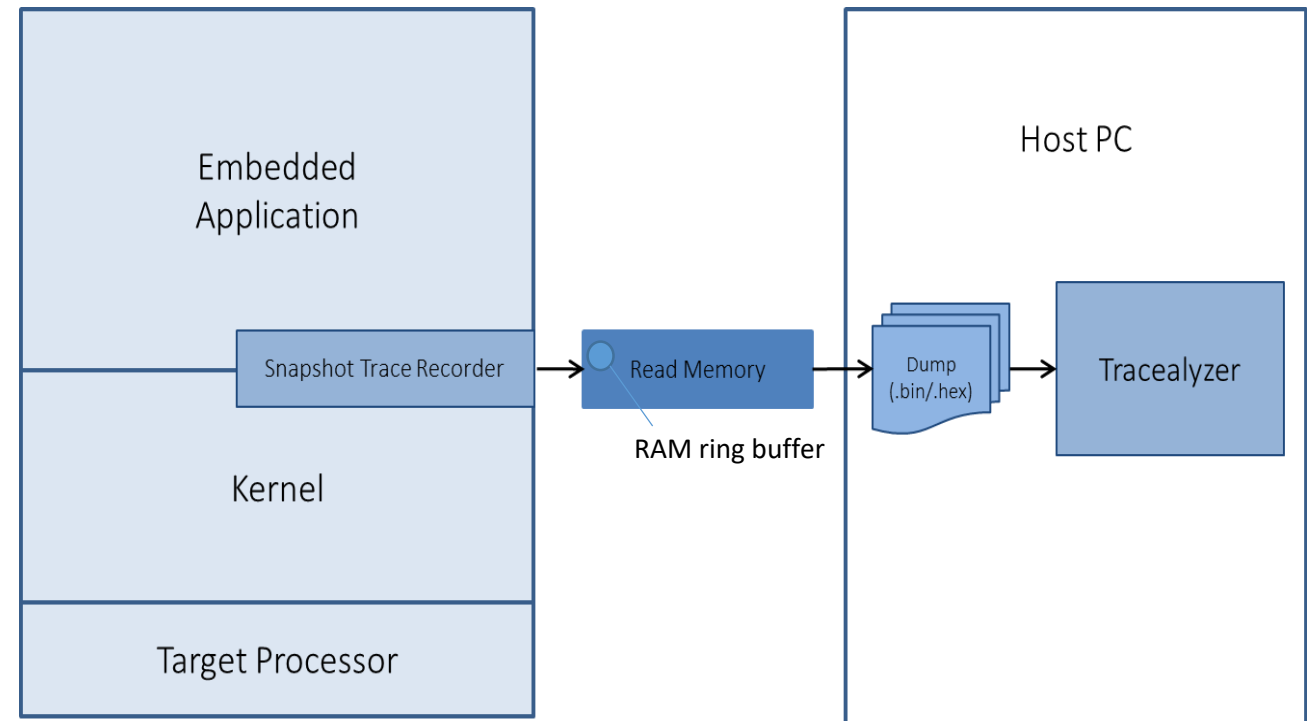 Embedded
Application
Snapshot Trace Recorder
Kernel
Target Processor
Read Memory
RAM ring buffer
Host PC
Dump
(.bin/.hex)
Tracealyzer